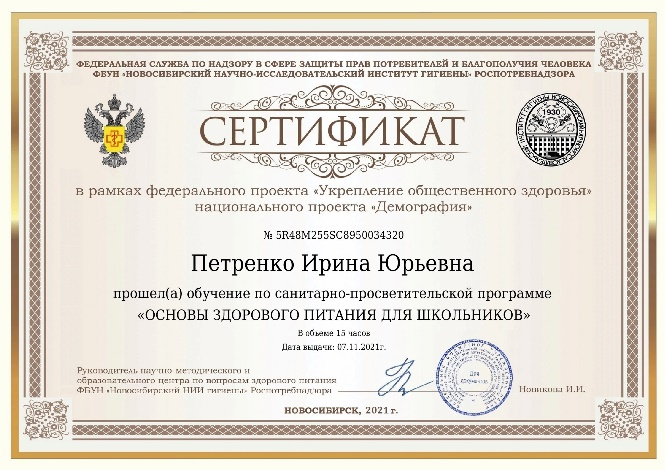 ФЕДЕРАЛЬНАЯ СЛУЖБА ПО НАДЗОРУ В СФЕРЕ ЗАЩИТЫ ПРАВ ПОТРЕБИТЕЛЕЙ И БЛАГОПОЛУЧИЯ ЧЕЛОВЕКА
ФБУН «НОВОСИБИРСКИЙ НАУЧНО-ИССЛЕДОВАТЕЛЬСКИЙ ИНСТИТУТ ГИГИЕНЫ» РОСПОТРЕБНАДЗОРА
1930
СЕРТИФИКАТ
в рамках федерального проекта «Укрепление общественного здоровья»
национального проекта «Демография»
№ 5R48M255SC8950034320
Петренко Ирина Юрьевна
прошел(а) обучение по санитарно-просветительской программе
«ОСНОВЫ ЗДОРОВОГО ПИТАНИЯ ДЛЯ ШКОЛЬНИКОВ»
В объеме 15 часов
Дата выдачи: 07.11.2021г.
Руководитель научно-методического и
образовательного центра по вопросам здорового питания
ФБУН «Новосибирский НИИ гигиены» Роспотребнадзора
Для
документов
Новикова И.И.
НОВОСИБИРСК, 2021 г.